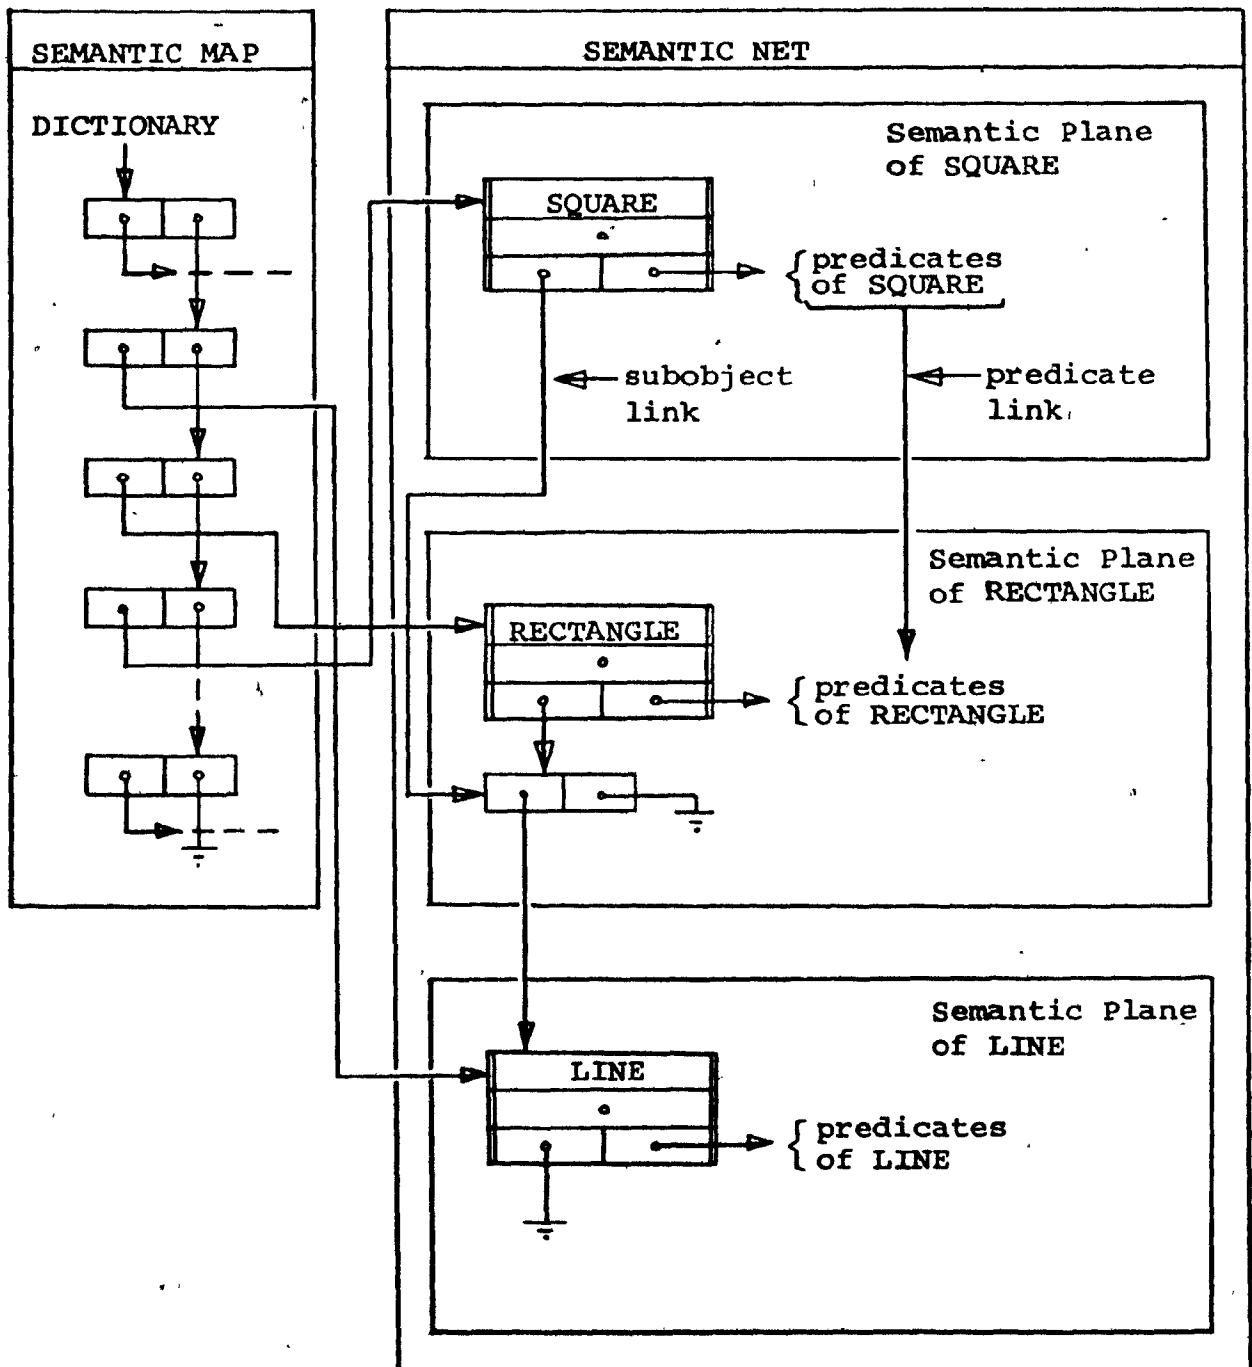 SEMANTIC MAP
DICTIONARY
SEMANTIC NET
Semantic Plane
of SQUARE
SQUARE
predicates
of SQUARE
subobject
link
predicate
link
Semantic Plane
of RECTANGLE
RECTANGLE
predicates
of RECTANGLE
Semantic Plane
of LINE
LINE
predicates
of LINE